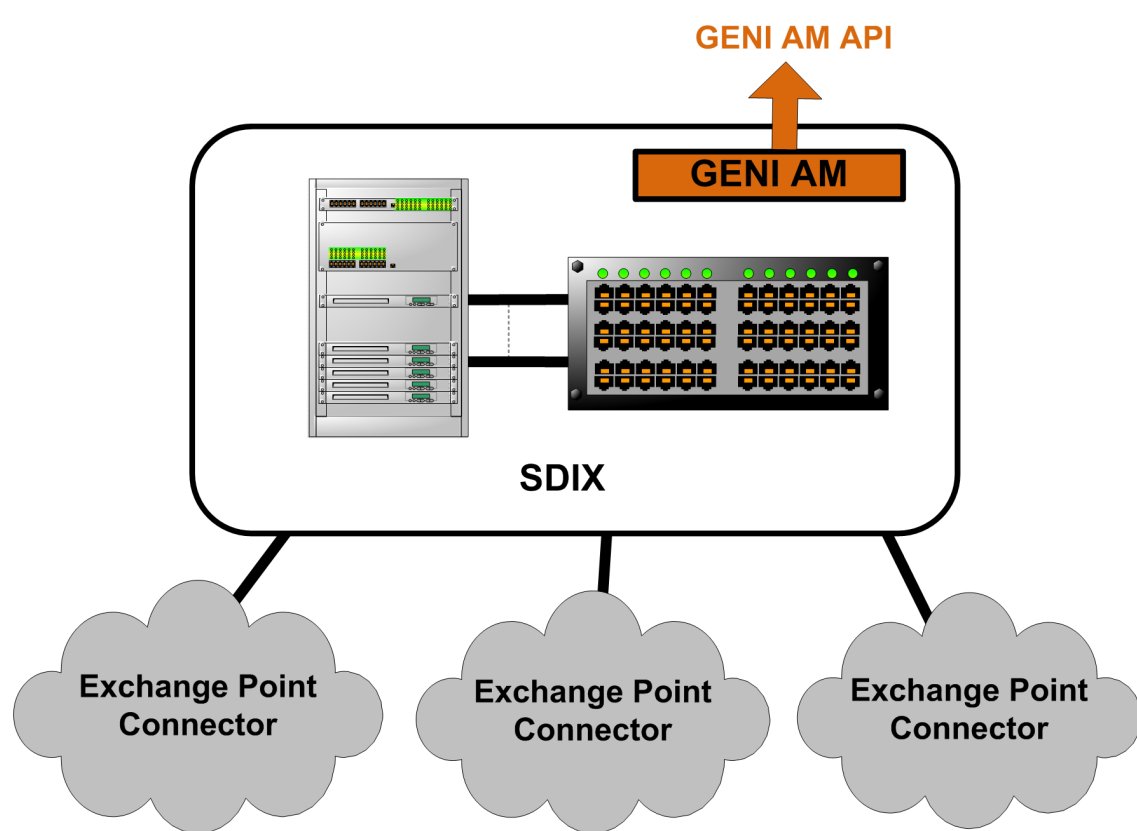 GENI AM API
GENI AM
SDIX
Exchange Point
Connector
Exchange Point
Connector
Exchange Point
Connector